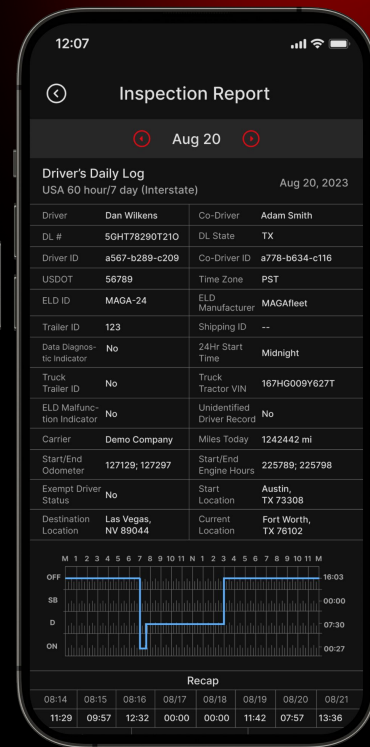 12:07
Inspection Report
Aug 20
Driver's Daily Log
USA 60 hour/7 day (Interstate)
Aug 20, 2023
Driver Dan Wilkens Co-Driver Adam Smith
DL # 5GHT78290T21O DL State TX
Driver ID a567-b289-c209 Co-Driver ID a778-b634-c116
USDOT 56789 Time Zone PST
ELD ID MAGA-24 ELD
Manufacturer MAGAfleet
Trailer ID 123 Shipping ID --
Data Diagnos-
tic Indicator No 24Hr Start
Time Midnight
Truck
Trailer ID No Truck
Tractor VIN 167HG009Y627T
ELD Malfunc-
tion Indicator No Unidentified
Driver Record No
Carrier Demo Company Miles Today 1242442 mi
Start/End
Odometer 127129; 127297 Start/End
Engine Hours 225789; 225798
Exempt Driver
Status No Start
Location Austin,
TX 73308
Destination
Location Las Vegas,
NV 89044 Current
Location Fort Worth,
TX 76102
M 1 2 3 4 5 6 7 8 9 10 11 N 1 2 3 4 5 6 7 8 9 10 11 M
OFF 16:03
SB 00:00
D 07:30
ON 00:27
Recap
08:14 08:15 08:16 08/17 08/18 08/19 08/20 08/21
11:29 09:57 12:32 00:00 00:00 11:42 07:57 13:36